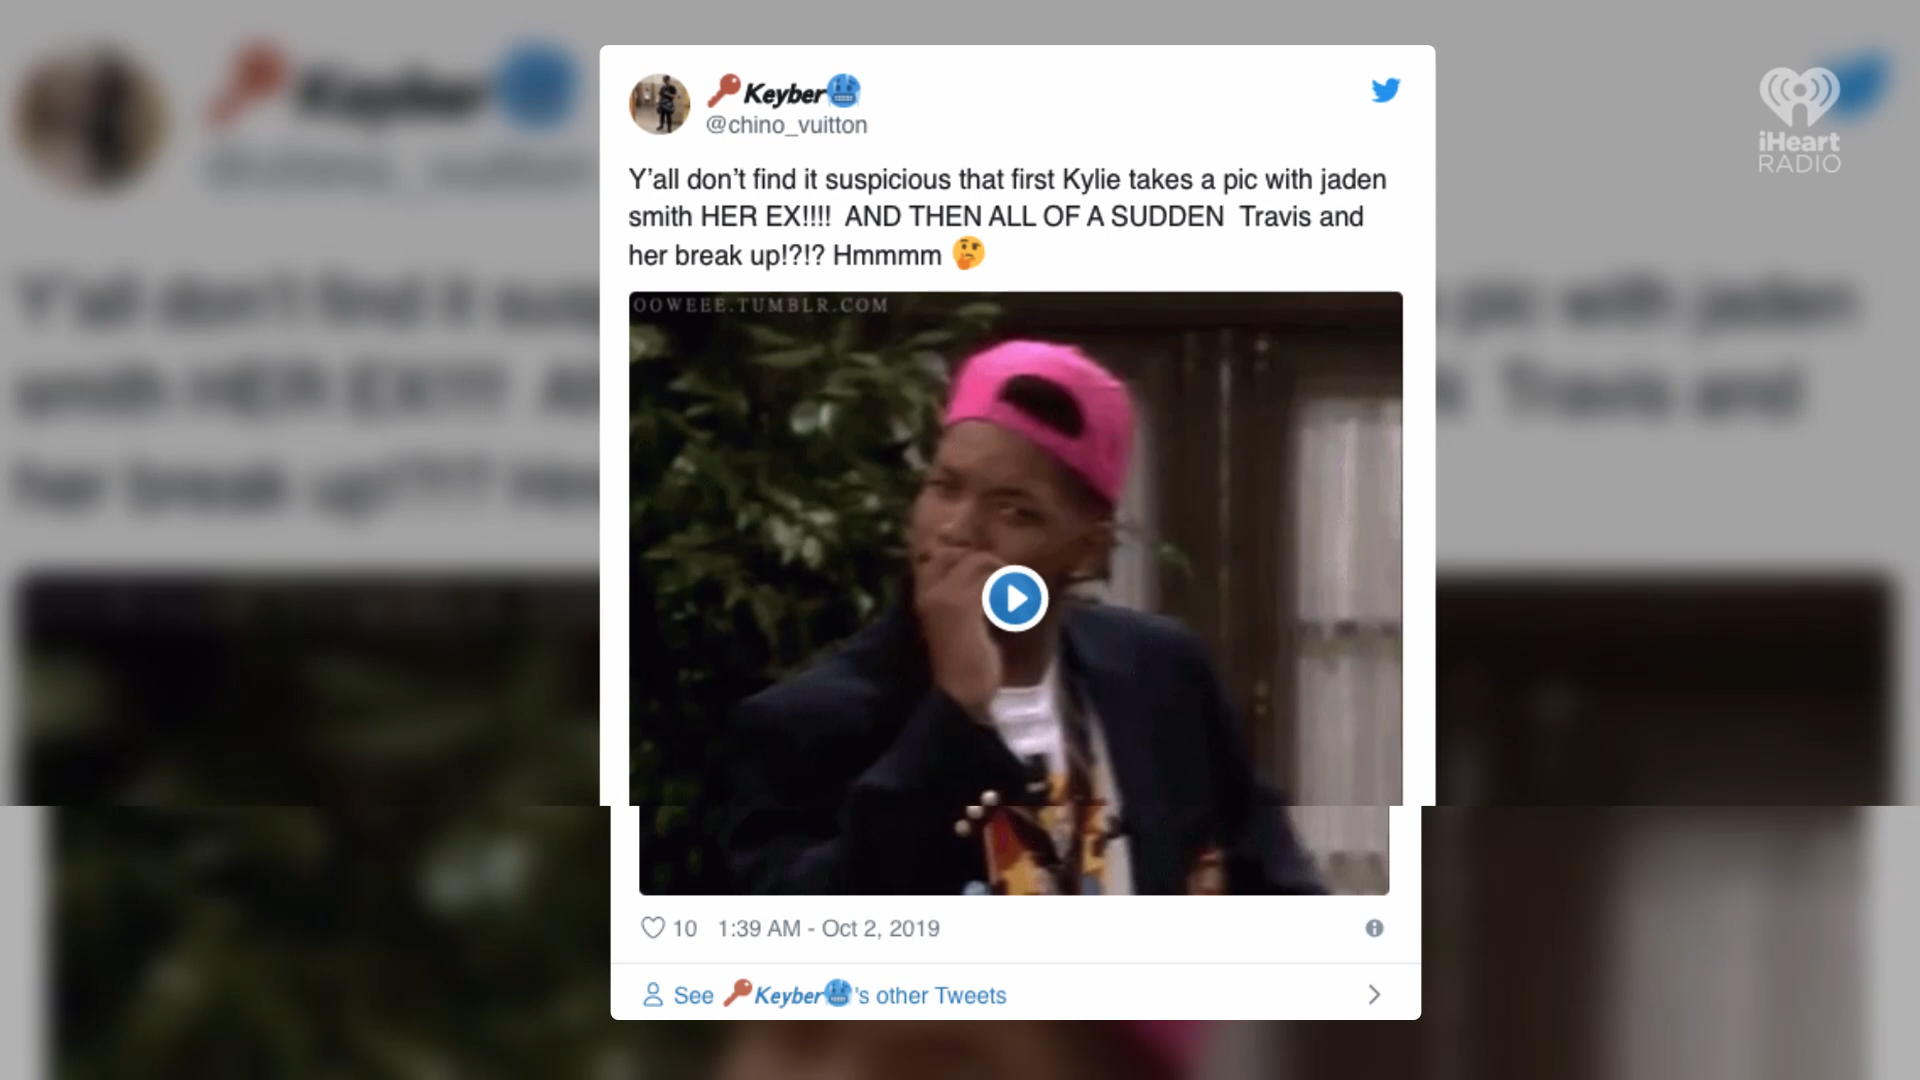 🔑Keyber🥶
@chino_vuitton
iHeart
RADIO
Y'all don't find it suspicious that first Kylie takes a pic with jaden
smith HER EX!!!! AND THEN ALL OF A SUDDEN Travis and
her break up!?!? Hmmmm 🤔
OOWEEE.TUMBLR.COM
10 1:39 AM - Oct 2, 2019
See 🔑Keyber🥶's other Tweets